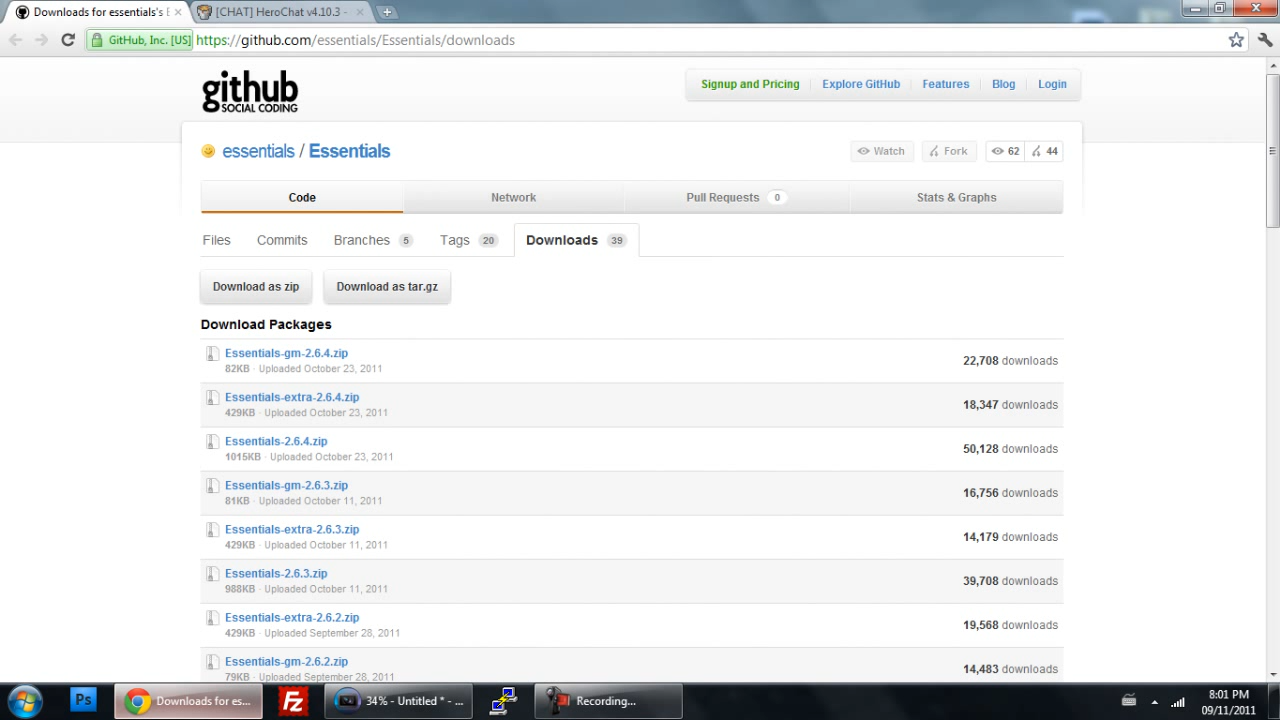 Downloads for essentials's E
[CHAT] HeroChat v4.10.3 -
GitHub, Inc. [US] https://github.com/essentials/Essentials/downloads
github
SOCIAL CODING
Signup and Pricing Explore GitHub Features Blog Login
essentials / Essentials
Watch Fork 62 44
Code Network Pull Requests 0 Stats & Graphs
Files Commits Branches 5 Tags 20 Downloads 39
Download as zip Download as tar.gz
Download Packages
Essentials-gm-2.6.4.zip
82KB · Uploaded October 23, 2011
22,708 downloads
Essentials-extra-2.6.4.zip
429KB · Uploaded October 23, 2011
18,347 downloads
Essentials-2.6.4.zip
1015KB · Uploaded October 23, 2011
50,128 downloads
Essentials-gm-2.6.3.zip
81KB · Uploaded October 11, 2011
16,756 downloads
Essentials-extra-2.6.3.zip
429KB · Uploaded October 11, 2011
14,179 downloads
Essentials-2.6.3.zip
988KB · Uploaded October 11, 2011
39,708 downloads
Essentials-extra-2.6.2.zip
429KB · Uploaded September 28, 2011
19,568 downloads
Essentials-gm-2.6.2.zip
79KB · Uploaded September 28, 2011
14,483 downloads
Ps
Downloads for es...
Fz
34% - Untitled * - ...
Recording...
8:01 PM
09/11/2011